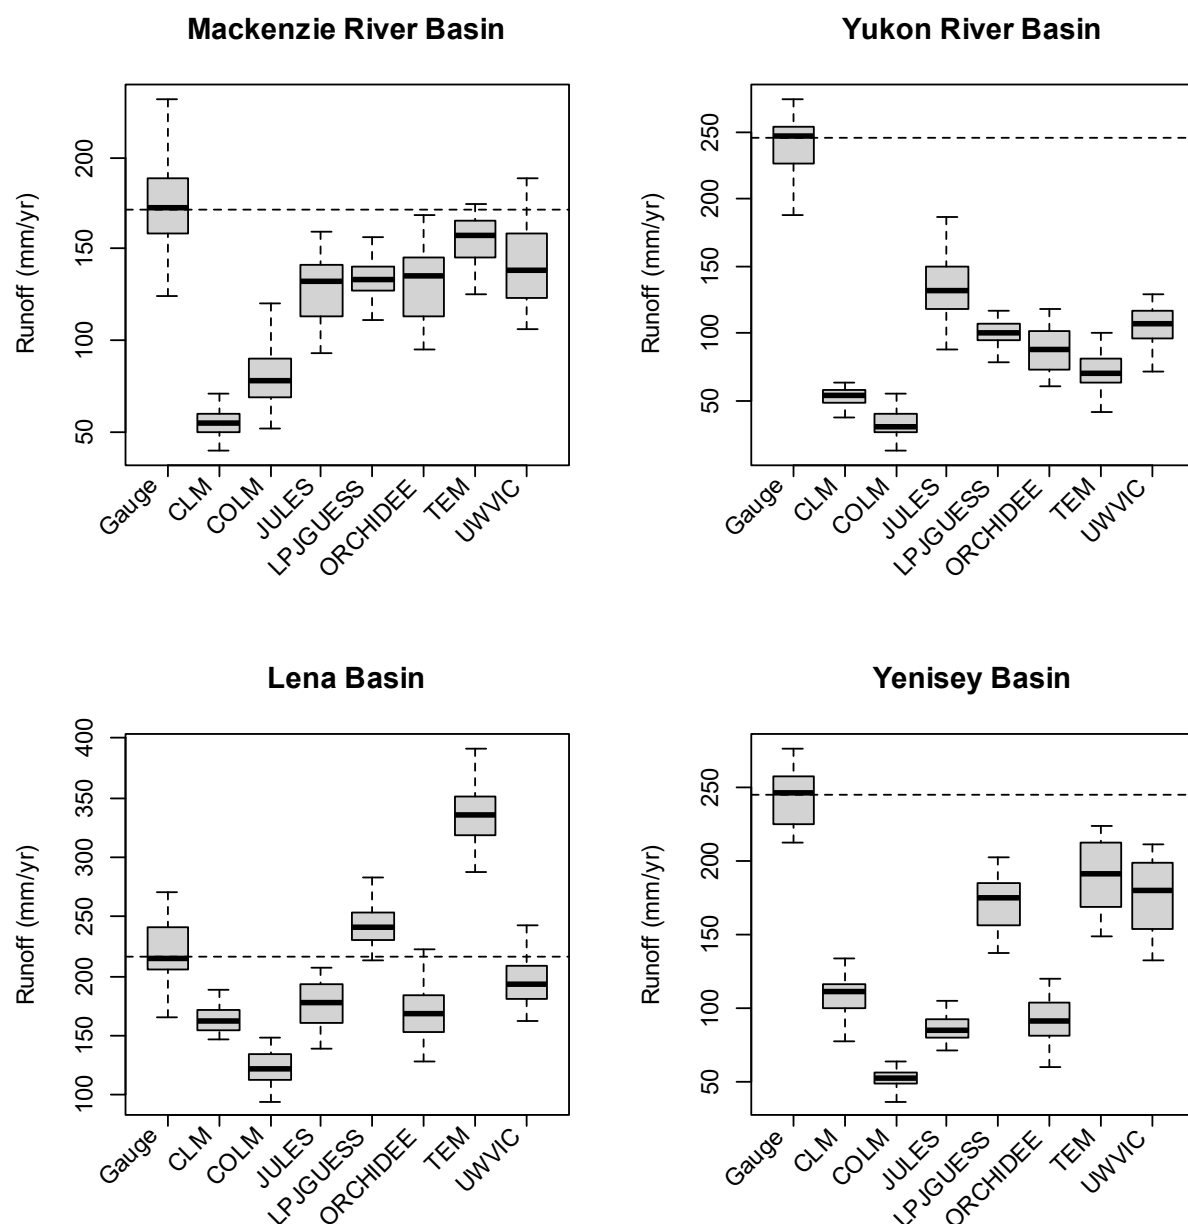 Mackenzie River Basin
Runoff (mm/yr)
200
150
100
50
Gauge
CLM
COLM
JULES
LPJGUESS
ORCHIDEE
TEM
UWVIC
Yukon River Basin
Runoff (mm/yr)
250
200
150
100
50
Gauge
CLM
COLM
JULES
LPJGUESS
ORCHIDEE
TEM
UWVIC
Lena Basin
Runoff (mm/yr)
400
350
300
250
200
150
100
Gauge
CLM
COLM
JULES
LPJGUESS
ORCHIDEE
TEM
UWVIC
Yenisey Basin
Runoff (mm/yr)
250
200
150
100
50
Gauge
CLM
COLM
JULES
LPJGUESS
ORCHIDEE
TEM
UWVIC